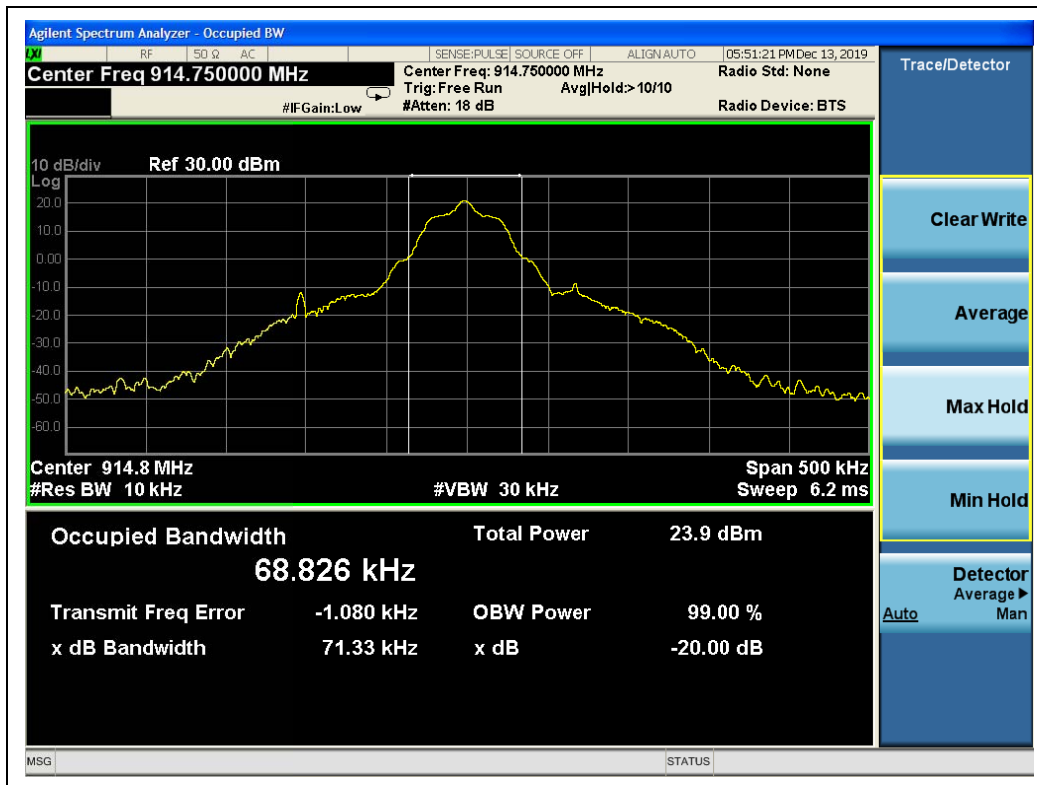 Agilent Spectrum Analyzer - Occupied BW
LXI RF 50 Ω AC SENSE:PULSE SOURCE OFF ALIGN AUTO 05:51:21 PM Dec 13, 2019
Center Freq 914.750000 MHz
Center Freq: 914.750000 MHz
Radio Std: None
Trig: Free Run Avg|Hold:> 10/10
#IFGain:Low
#Atten: 18 dB
Radio Device: BTS
Trace/Detector
10 dB/div Ref 30.00 dBm
Log
20.0
10.0
0.00
-10.0
-20.0
-30.0
-40.0
-50.0
-60.0
Center 914.8 MHz Span 500 kHz
#Res BW 10 kHz #VBW 30 kHz Sweep 6.2 ms
Clear Write
Average
Max Hold
Min Hold
Detector
Average▶
Auto Man
Occupied Bandwidth Total Power 23.9 dBm
68.826 kHz
Transmit Freq Error -1.080 kHz OBW Power 99.00 %
x dB Bandwidth 71.33 kHz x dB -20.00 dB
MSG STATUS